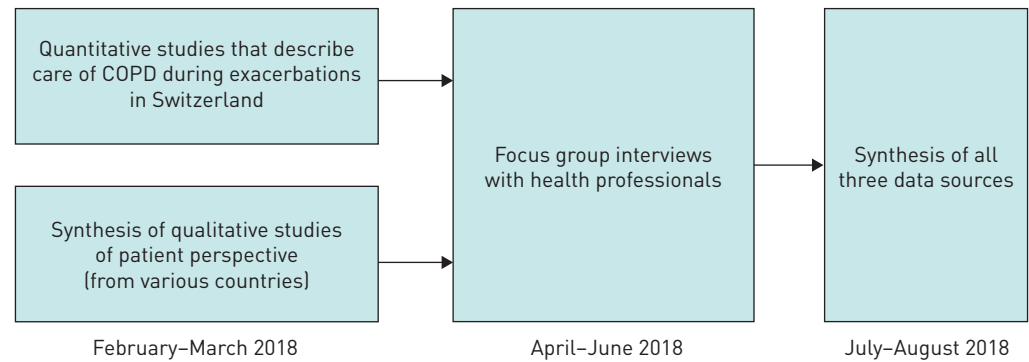 Quantitative studies that describe
care of COPD during exacerbations
in Switzerland
Synthesis of qualitative studies
of patient perspective
(from various countries)
February–March 2018
Focus group interviews
with health professionals
April–June 2018
Synthesis of all
three data sources
July–August 2018